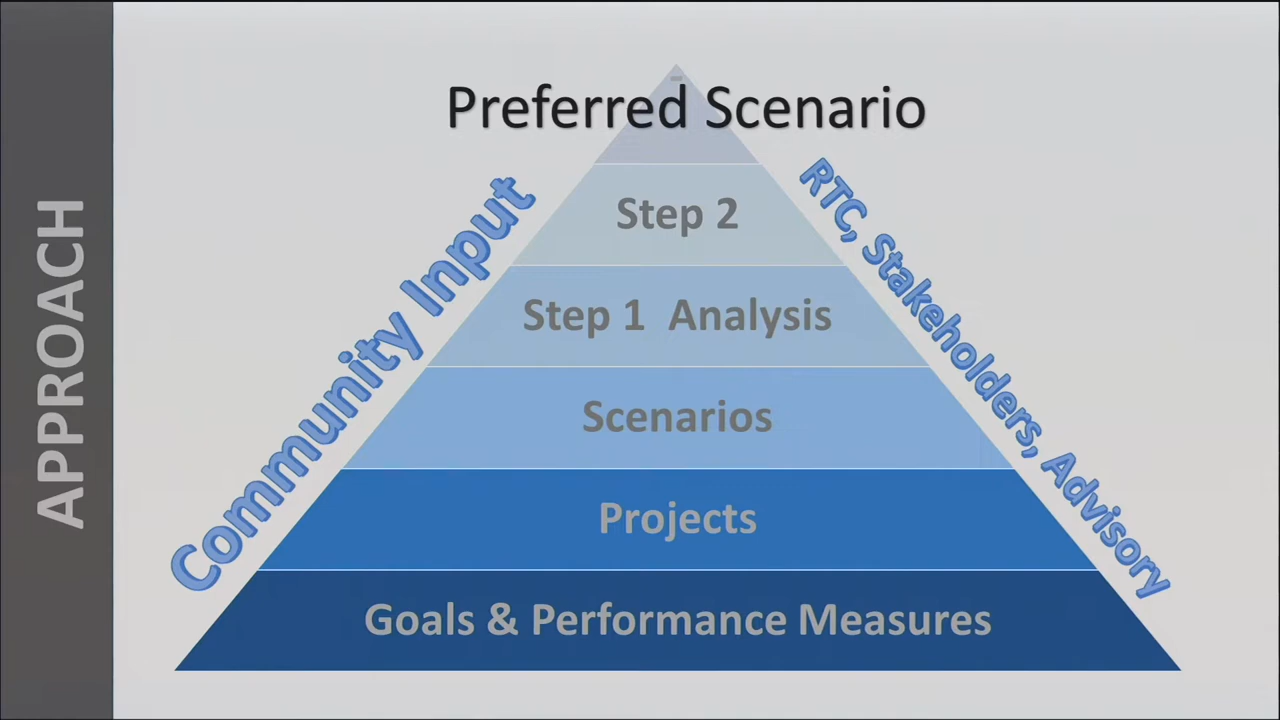 APPROACH
Preferred Scenario
Community Input
RTC, Stakeholders, Advisory
Step 2
Step 1 Analysis
Scenarios
Projects
Goals & Performance Measures